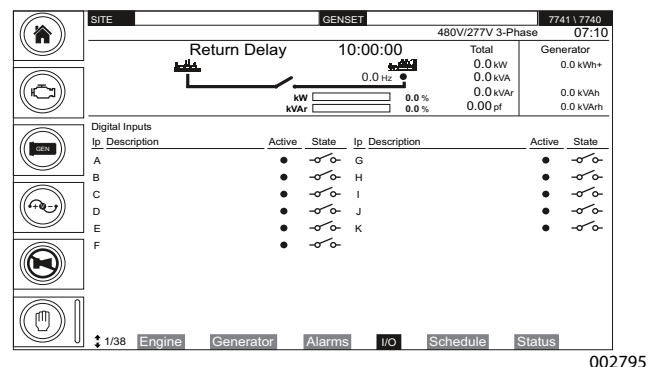 SITE GENSET 7741 \ 7740
480V/277V 3-Phase 07:10
Return Delay 10:00:00 Total Generator
0.0 kW 0.0 kWh+
0.0 Hz 0.0 kVA
kW 0.0 % 0.0 kVAr 0.0 kVAh
kVAr 0.0 % 0.00 pf 0.0 kVArh
Digital Inputs
Ip Description Active State Ip Description Active State
A G
B H
C I
D J
E K
F
GEN
1/38 Engine Generator Alarms I/O Schedule Status
002795